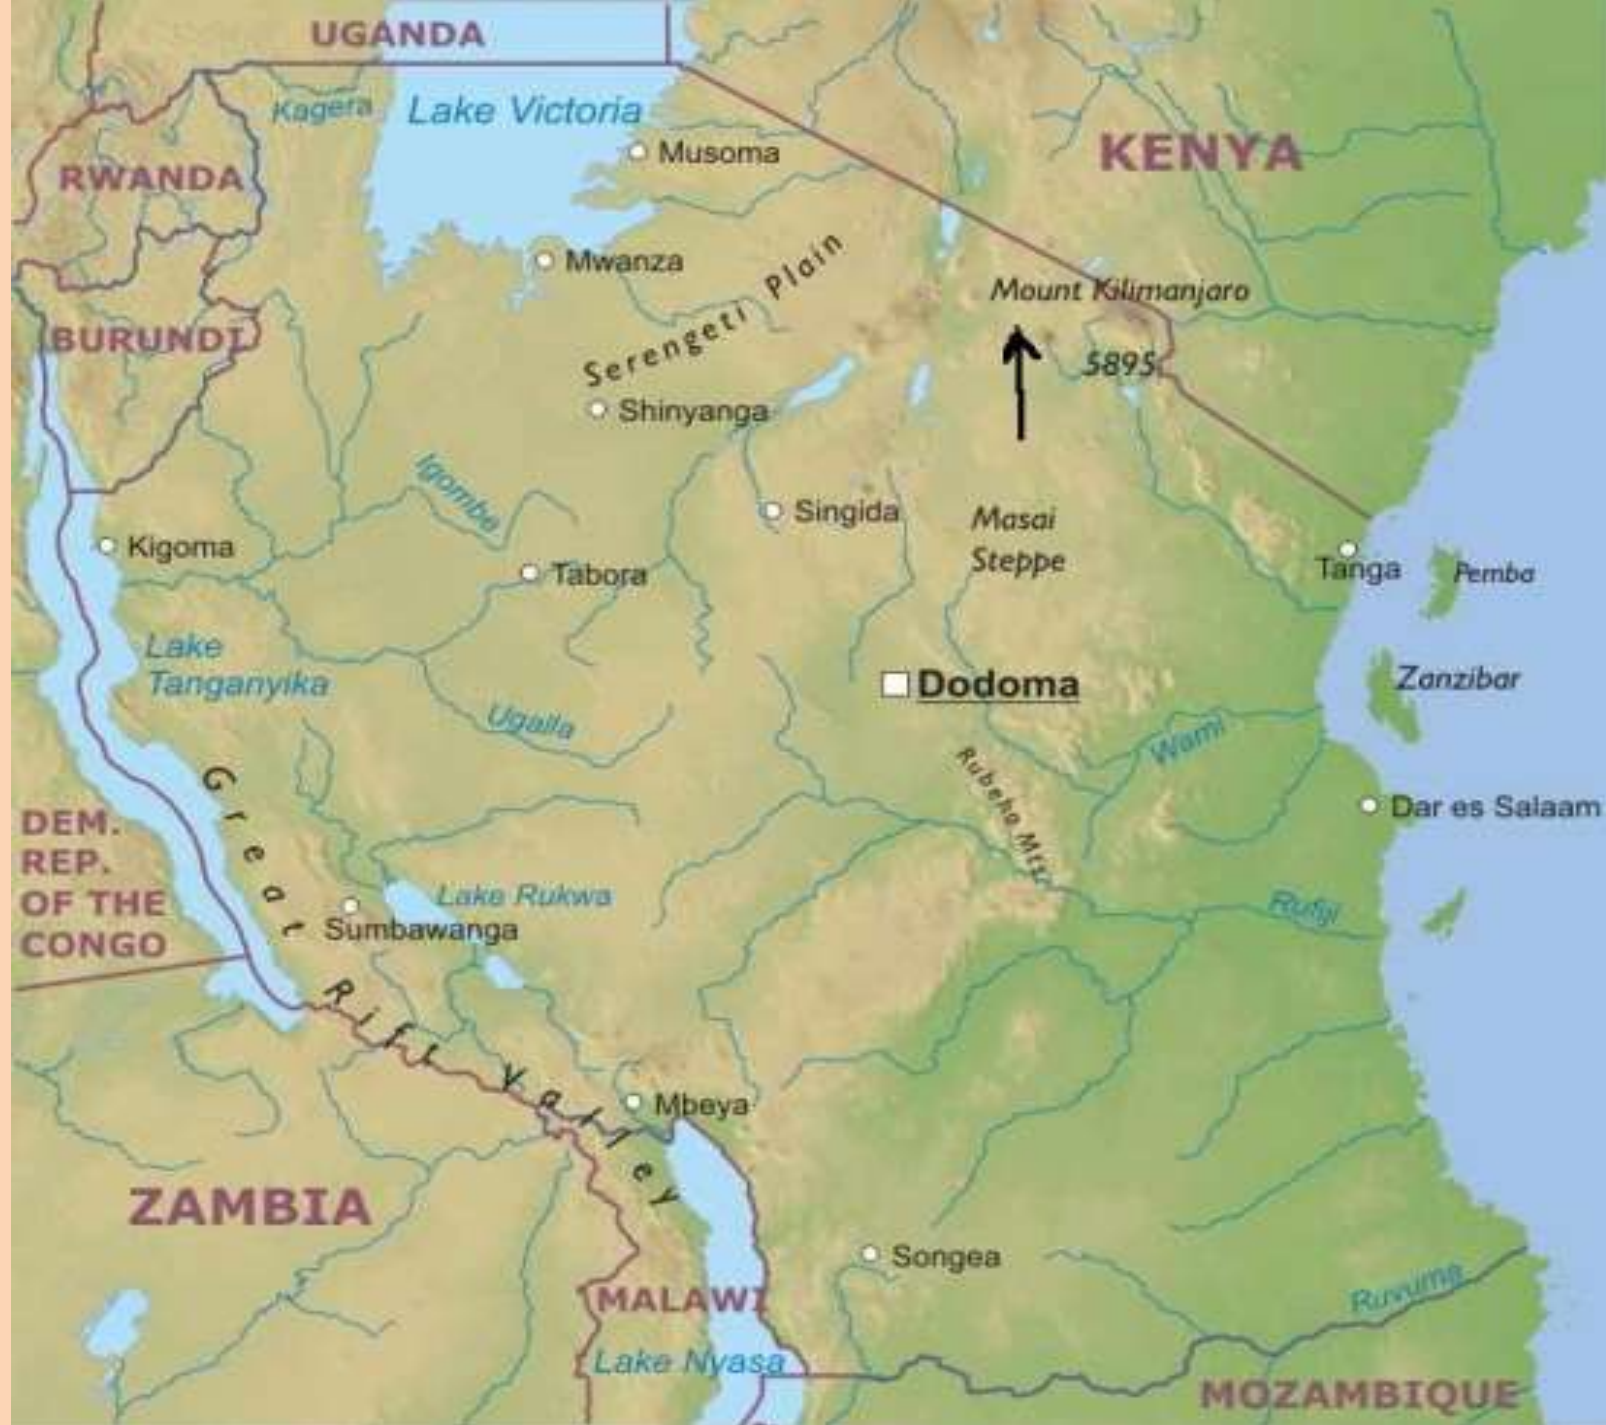 UGANDA
Kagera
Lake Victoria
Musoma
KENYA
RWANDA
Mwanza
Serengeti Plain
Mount Kilimanjaro
5895
BURUNDI
Shinyanga
Igombe
Singida
Masai
Steppe
Kigoma
Tabora
Tanga
Pemba
Lake
Tanganyika
Dodoma
Zanzibar
Ugalla
Wami
Rubeho Mts.
Great Rift Valley
Dar es Salaam
DEM.
REP.
OF THE
CONGO
Lake Rukwa
Rufiji
Sumbawanga
Mbeya
ZAMBIA
Songea
MALAWI
Ruvuma
Lake Nyasa
MOZAMBIQUE